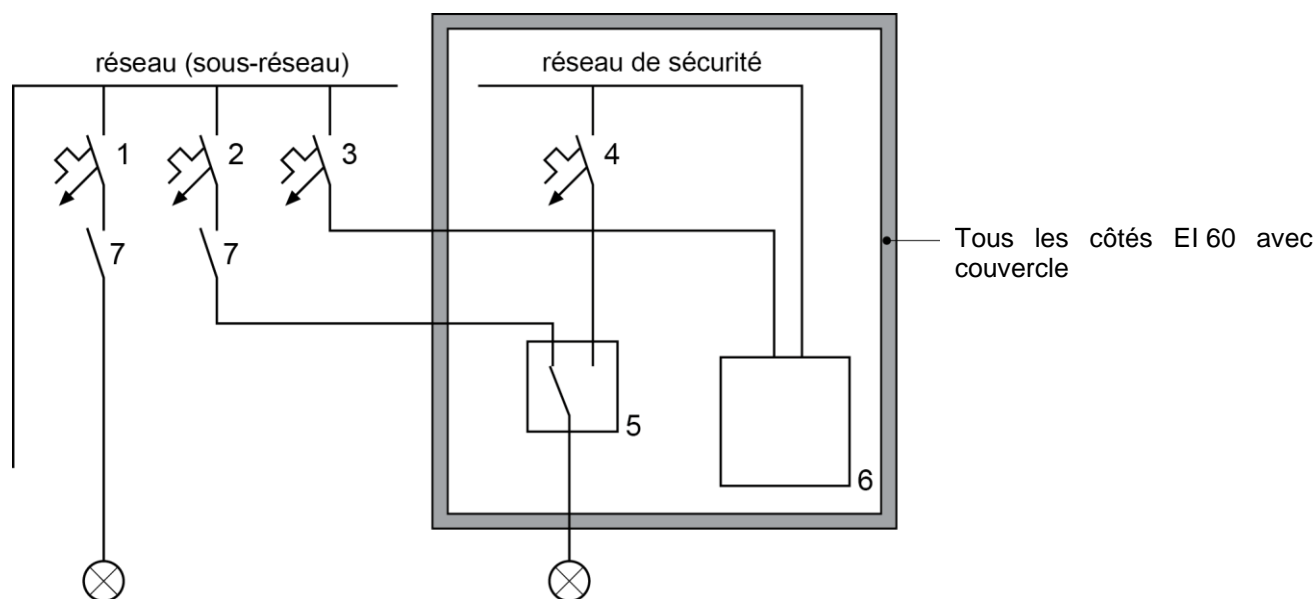 réseau (sous-réseau)
réseau de sécurité
1
2
3
4
7
7
Tous les côtés EI 60 avec
couvercle
5
6